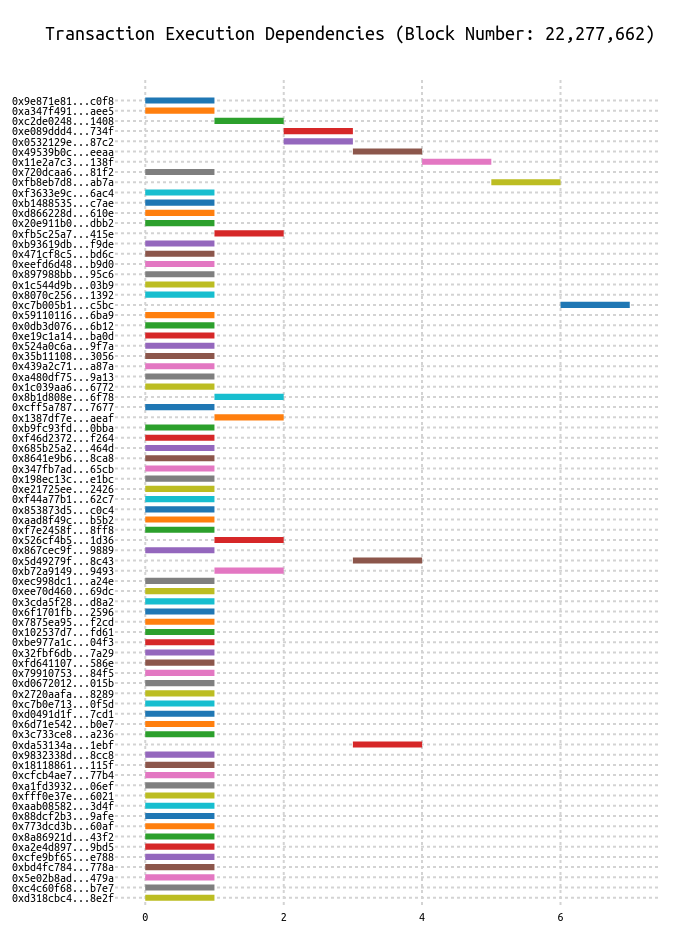 Transaction Execution Dependencies (Block Number: 22,277,662)
0x9e871e81...c0f8
0xa347f491...aee5
0xc2de0248...1408
0xe089ddd4...734f
0x0532129e...87c2
0x49539b0c...eeaa
0x11e2a7c3...138f
0x720dcaa6...81f2
0xfb8eb7d8...ab7a
0xf3633e9c...6ac4
0xb1488535...c7ae
0xd866228d...610e
0x20e911b0...dbb2
0xfb5c25a7...415e
0xb93619db...f9de
0x471cf8c5...bd6c
0xeefd6d48...b9d0
0x897988bb...95c6
0x1c544d9b...03b9
0x8070c256...1392
0xc7b005b1...c5bc
0x59110116...6ba9
0x0db3d076...6b12
0xe19c1a14...ba0d
0x524a0c6a...9f7a
0x35b11108...3056
0x439a2c71...a87a
0xa480df75...9a13
0x1c039aa6...6772
0x8b1d808e...6f78
0xcff5a787...7677
0x1387df7e...aeaf
0xb9fc93fd...0bba
0xf46d2372...f264
0x685b25a2...464d
0x8641e9b6...8ca8
0x347fb7ad...65cb
0x198ec13c...e1bc
0xe21725ee...2426
0xf44a77b1...62c7
0x853873d5...c0c4
0xaad8f49c...b5b2
0xf7e2458f...8ff8
0x526cf4b5...1d36
0x867cec9f...9889
0x5d49279f...8c43
0xb72a9149...9493
0xec998dc1...a24e
0xee70d460...69dc
0x3cda5f28...d8a2
0x6f1701fb...2596
0x7875ea95...f2cd
0x102537d7...fd61
0xbe977a1c...04f3
0x32fbf6db...7a29
0xfd641107...586e
0x79910753...84f5
0xd0672012...015b
0x2720aafa...8289
0xc7b0e713...0f5d
0xd0491d1f...7cd1
0x6d71e542...b0e7
0x3c733ce8...a236
0xda53134a...1ebf
0x9832338d...8cc8
0x18118861...115f
0xcfcb4ae7...77b4
0xa1fd3932...06ef
0xfff0e37e...6021
0xaab08582...3d4f
0x88dcf2b3...9afe
0x773dcd3b...60af
0x8a86921d...43f2
0xa2e4d897...9bd5
0xcfe9bf65...e788
0xbd4fc784...778a
0x5e02b8ad...479a
0xc4c60f68...b7e7
0xd318cbc4...8e2f
0 2 4 6